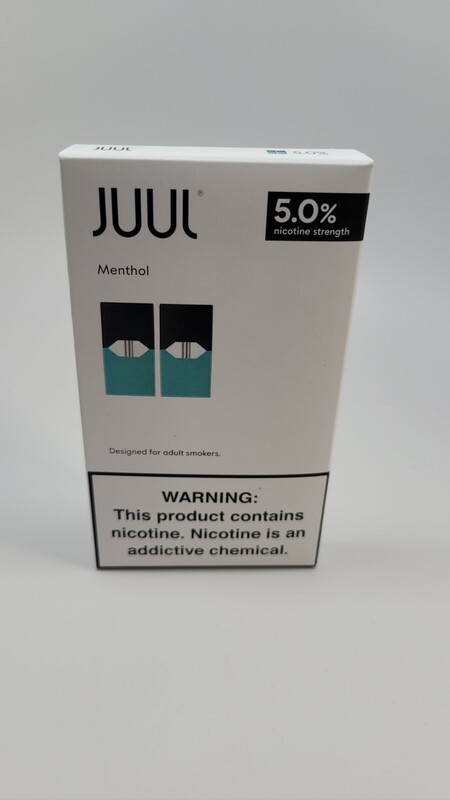 JUUL 5.0%
JUUL®
5.0%
nicotine strength
Menthol
Designed for adult smokers.
WARNING:
This product contains
nicotine. Nicotine is an
addictive chemical.